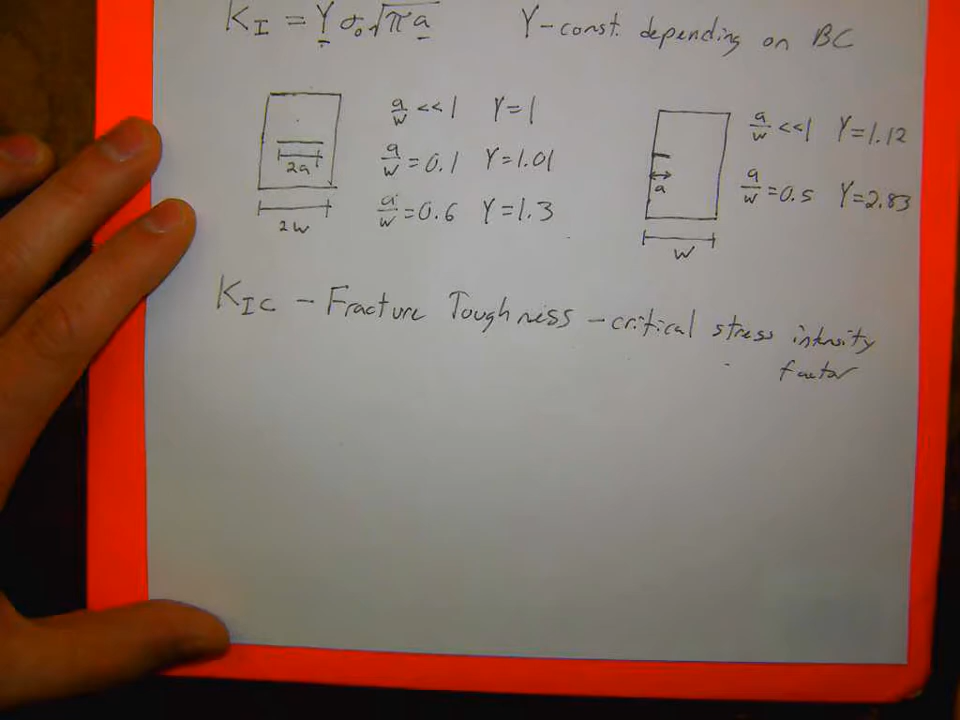 K_I = Y σ₀ √πa Y-const. depending on BC
a/w <<1 Y=1
a/w =0.1 Y=1.01
a/w =0.6 Y=1.3
2a
2w
a/w <<1 Y=1.12
a/w =0.5 Y=2.83
a
w
K_IC - Fracture Toughness - critical stress intensity
factor